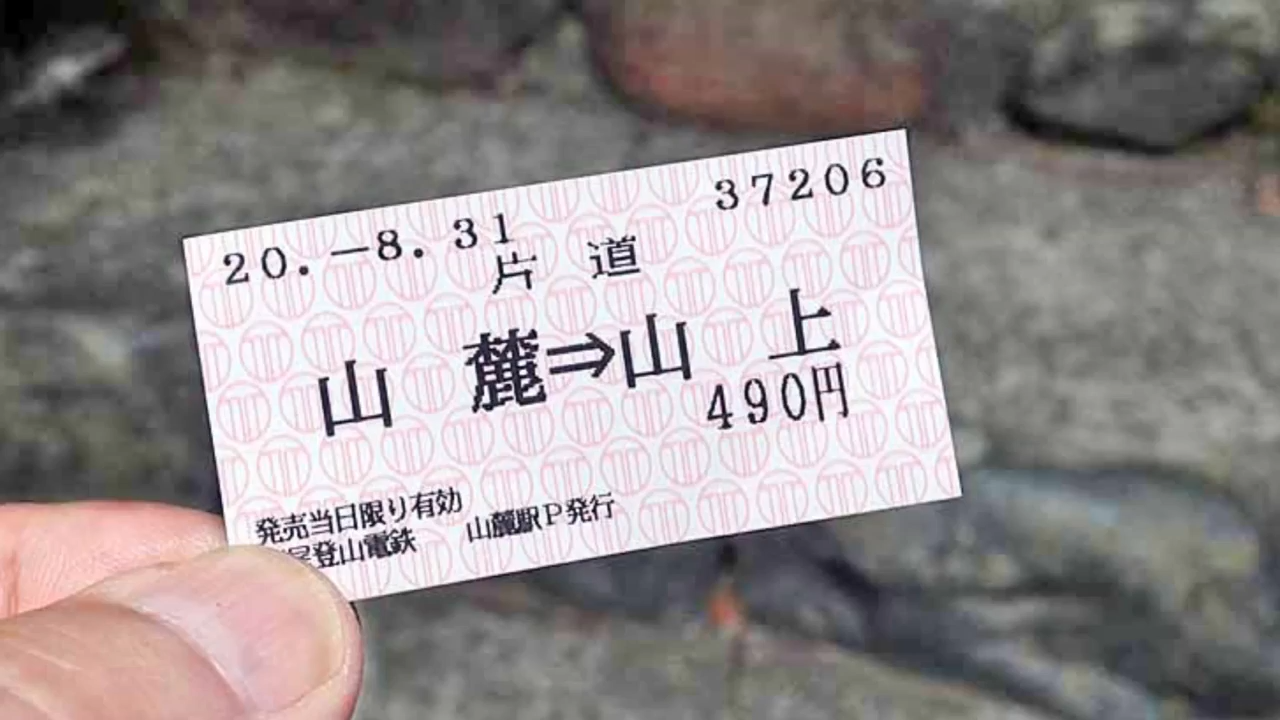 20.-8.31 37206
片道
山麓⇒山上
490円
発売当日限り有効
尾登山電鉄 山麓駅P発行